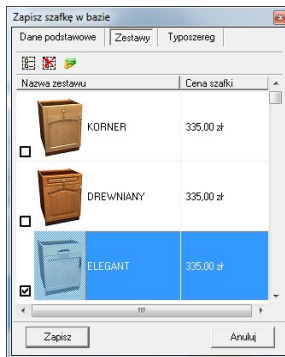 Zapisz szafkę w bazie
Dane podstawowe Zestawy Typoszereg
Nazwa zestawu Cena szafki
KORNER 335,00 zł
DREWNIANY 335,00 zł
ELEGANT 335,00 zł
Zapisz Anuluj